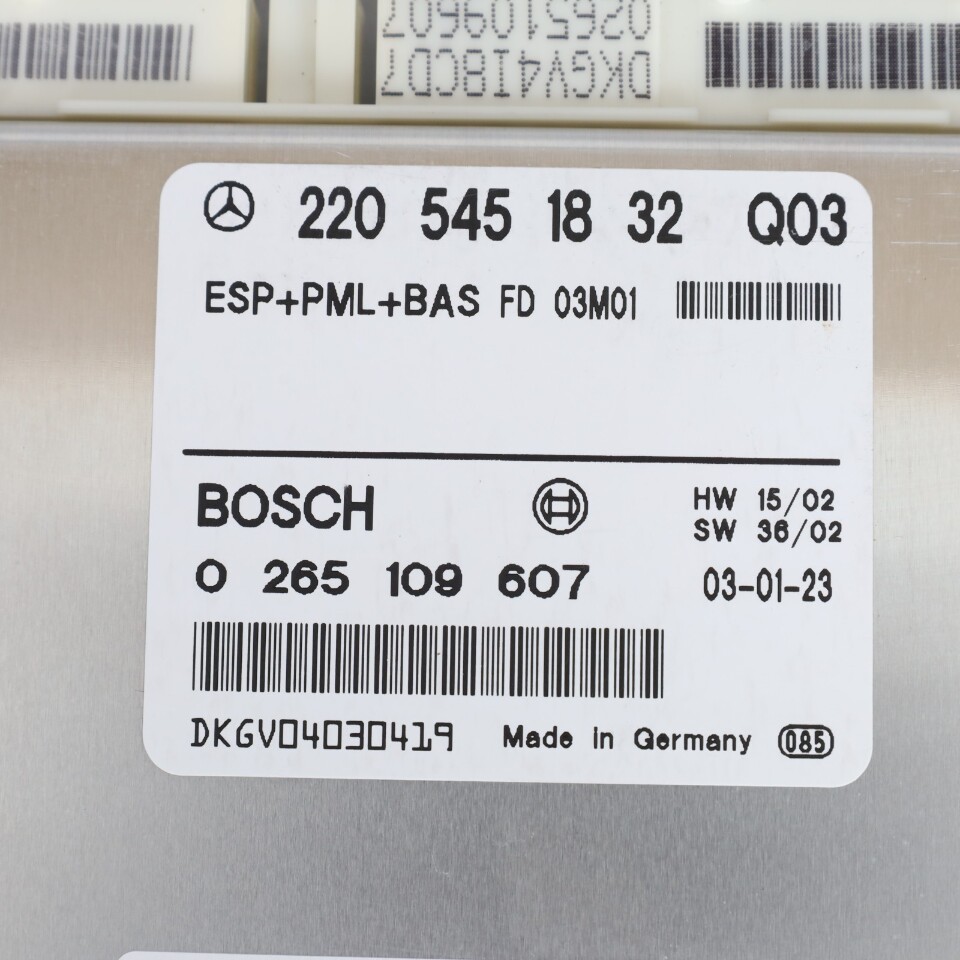 0265109607
DKGV4IBCD7
220 545 18 32 Q03
ESP+PML+BAS FD 03M01
BOSCH
HW 15/02
SW 36/02
0 265 109 607
03-01-23
DKGV04030419
Made in Germany 085